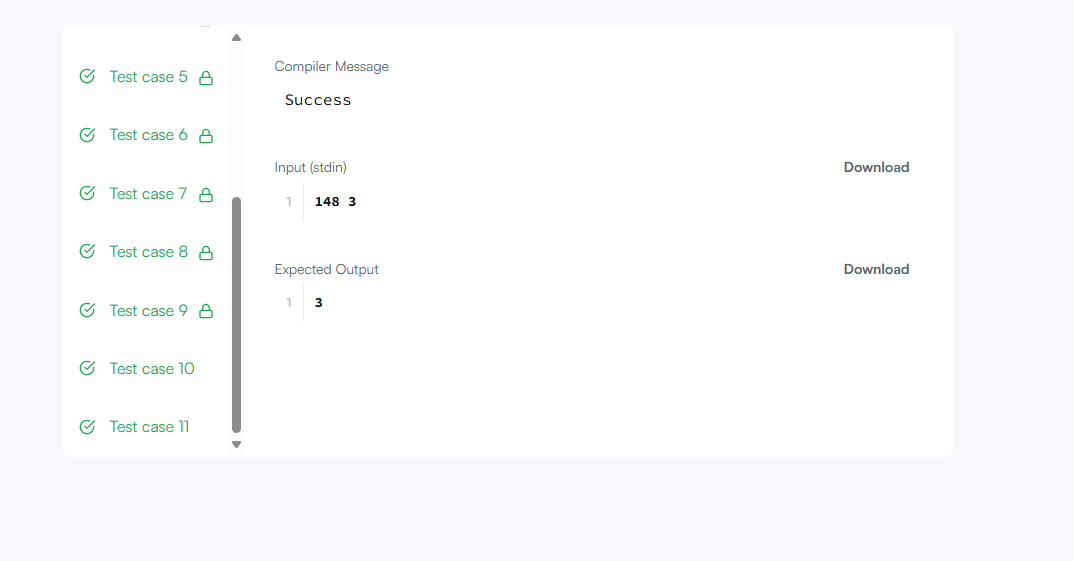 Test case 5
Test case 6
Test case 7
Test case 8
Test case 9
Test case 10
Test case 11
Compiler Message
Success
Input (stdin)
Download
1 148 3
Expected Output
Download
1 3